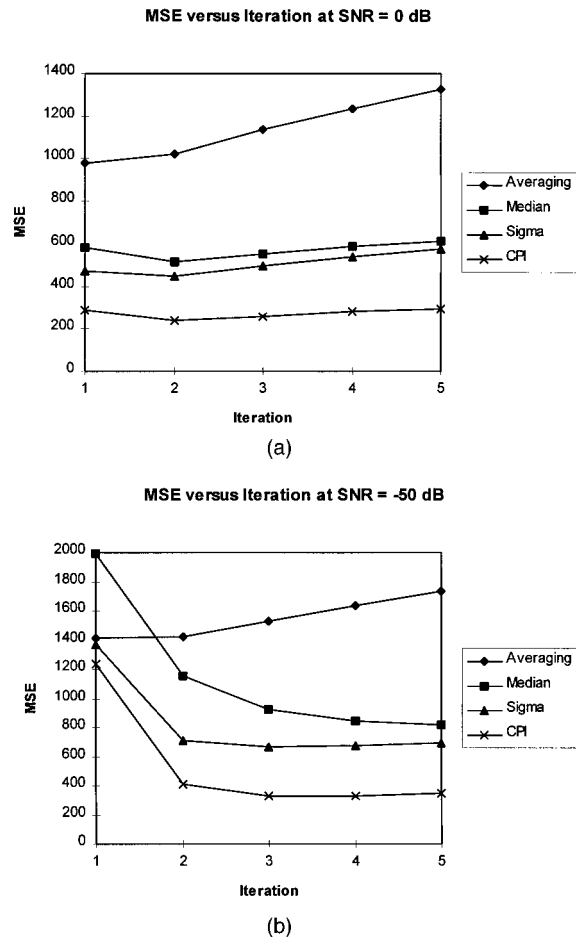 MSE versus Iteration at SNR = 0 dB
1400
1200
1000
800
600
400
200
0
MSE
1 2 3 4 5
Iteration
Averaging
Median
Sigma
CPI
(a)
MSE versus Iteration at SNR = -50 dB
2000
1800
1600
1400
1200
1000
800
600
400
200
0
MSE
1 2 3 4 5
Iteration
Averaging
Median
Sigma
CPI
(b)